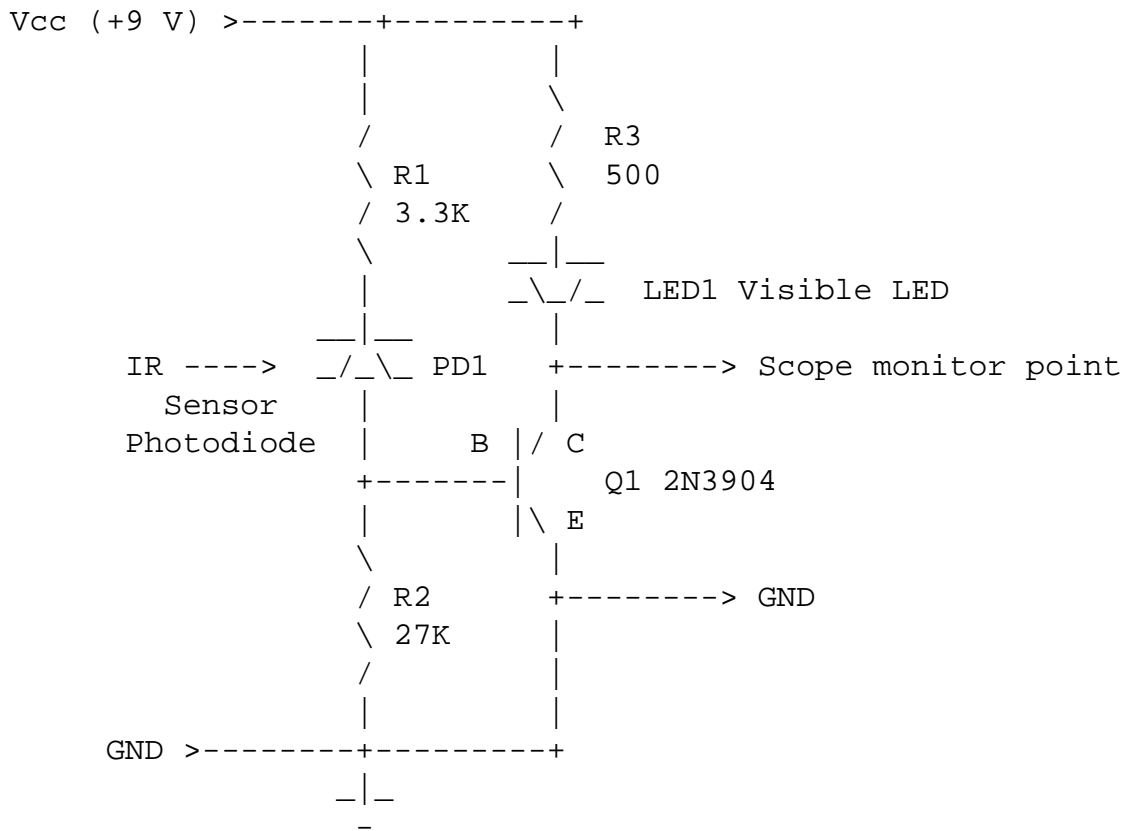 Vcc (+9 V) >-------+---------+
R3
R1 500
3.3K
LED1 Visible LED
IR ----> PD1 +--------> Scope monitor point
Sensor
Photodiode B C
+-------| Q1 2N3904
E
R2 +--------> GND
27K
GND >--------+---------+